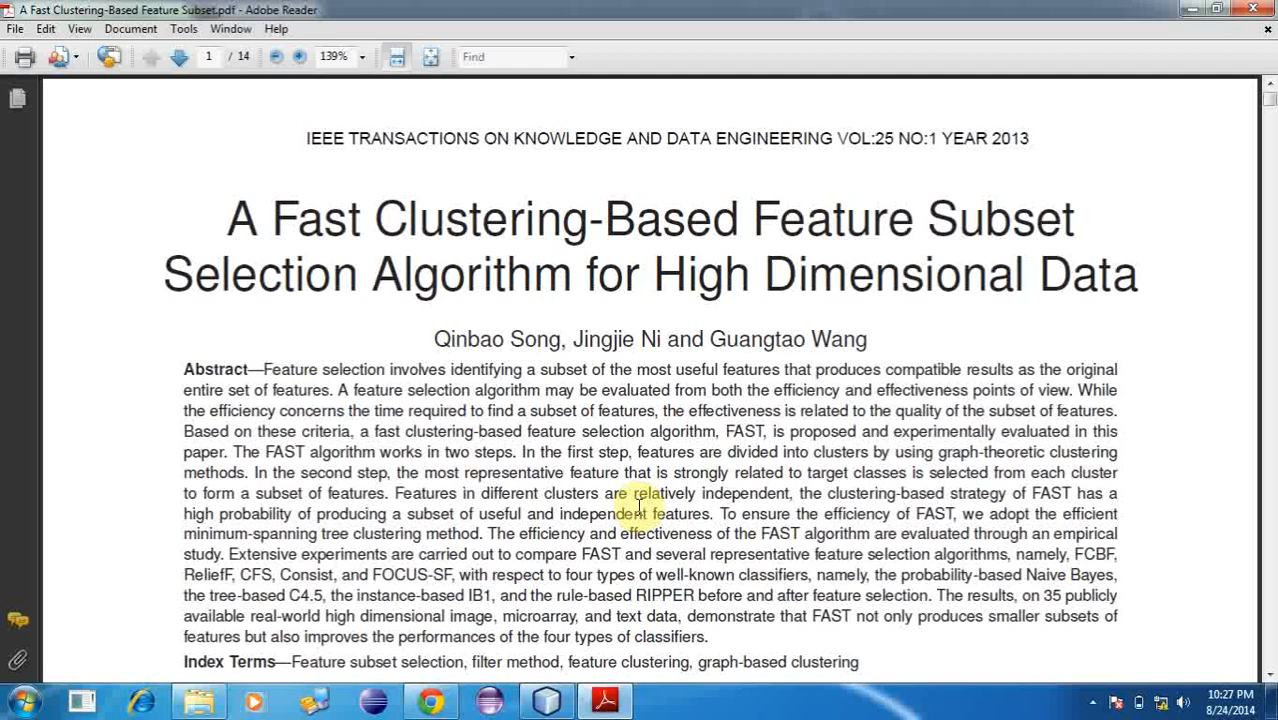 A Fast Clustering-Based Feature Subset.pdf - Adobe Reader
File Edit View Document Tools Window Help
1 / 14 139% Find
IEEE TRANSACTIONS ON KNOWLEDGE AND DATA ENGINEERING VOL:25 NO:1 YEAR 2013
A Fast Clustering-Based Feature Subset
Selection Algorithm for High Dimensional Data
Qinbao Song, Jingjie Ni and Guangtao Wang
Abstract—Feature selection involves identifying a subset of the most useful features that produces compatible results as the original
entire set of features. A feature selection algorithm may be evaluated from both the efficiency and effectiveness points of view. While
the efficiency concerns the time required to find a subset of features, the effectiveness is related to the quality of the subset of features.
Based on these criteria, a fast clustering-based feature selection algorithm, FAST, is proposed and experimentally evaluated in this
paper. The FAST algorithm works in two steps. In the first step, features are divided into clusters by using graph-theoretic clustering
methods. In the second step, the most representative feature that is strongly related to target classes is selected from each cluster
to form a subset of features. Features in different clusters are relatively independent, the clustering-based strategy of FAST has a
high probability of producing a subset of useful and independent features. To ensure the efficiency of FAST, we adopt the efficient
minimum-spanning tree clustering method. The efficiency and effectiveness of the FAST algorithm are evaluated through an empirical
study. Extensive experiments are carried out to compare FAST and several representative feature selection algorithms, namely, FCBF,
ReliefF, CFS, Consist, and FOCUS-SF, with respect to four types of well-known classifiers, namely, the probability-based Naive Bayes,
the tree-based C4.5, the instance-based IB1, and the rule-based RIPPER before and after feature selection. The results, on 35 publicly
available real-world high dimensional image, microarray, and text data, demonstrate that FAST not only produces smaller subsets of
features but also improves the performances of the four types of classifiers.
Index Terms—Feature subset selection, filter method, feature clustering, graph-based clustering
10:27 PM
8/24/2014